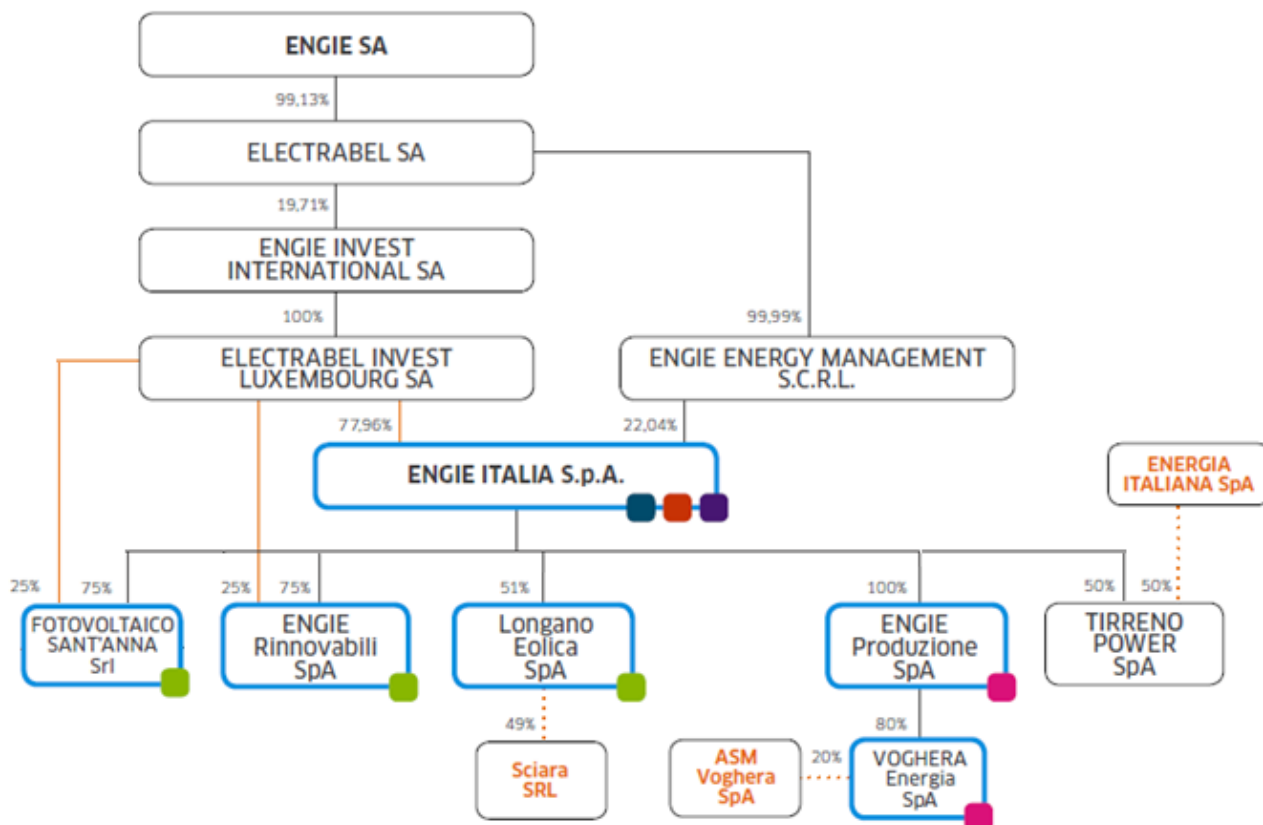 ENGIE SA
99,13%
ELECTRABEL SA
19,71%
ENGIE INVEST
INTERNATIONAL SA
100%
99,99%
ELECTRABEL INVEST
LUXEMBOURG SA
ENGIE ENERGY MANAGEMENT
S.C.R.L.
77,96%
22,04%
ENGIE ITALIA S.p.A.
ENERGIA
ITALIANA SpA
25%
75%
25%
75%
51%
100%
50%
50%
FOTOVOLTAICO
SANT'ANNA
Srl
ENGIE
Rinnovabili
SpA
Longano
Eolica
SpA
ENGIE
Produzione
SpA
TIRRENO
POWER
SpA
49%
80%
Sciara
SRL
ASM
Voghera
SpA
20%
VOGHERA
Energia
SpA